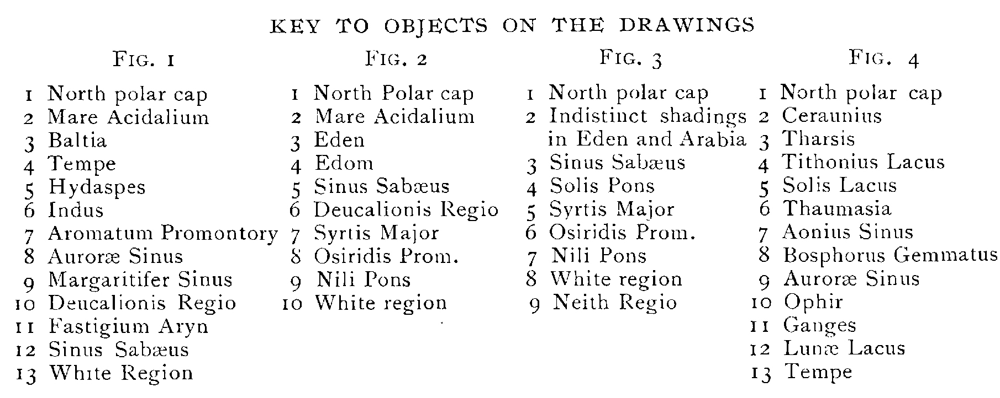 KEY TO OBJECTS ON THE DRAWINGS
FIG. 1
1 North polar cap
2 Mare Acidalium
3 Baltia
4 Tempe
5 Hydaspes
6 Indus
7 Aromatum Promontory
8 Auroræ Sinus
9 Margaritifer Sinus
10 Deucalionis Regio
11 Fastigium Aryn
12 Sinus Sabæus
13 White Region
FIG. 2
1 North Polar cap
2 Mare Acidalium
3 Eden
4 Edom
5 Sinus Sabæus
6 Deucalionis Regio
7 Syrtis Major
8 Osiridis Prom.
9 Nili Pons
10 White region
FIG. 3
1 North polar cap
2 Indistinct shadings
in Eden and Arabia
3 Sinus Sabæus
4 Solis Pons
5 Syrtis Major
6 Osiridis Prom.
7 Nili Pons
8 White region
9 Neith Regio
FIG. 4
1 North polar cap
2 Ceraunius
3 Tharsis
4 Tithonius Lacus
5 Solis Lacus
6 Thaumasia
7 Aonius Sinus
8 Bosphorus Gemmatus
9 Auroræ Sinus
10 Ophir
11 Ganges
12 Lunæ Lacus
13 Tempe